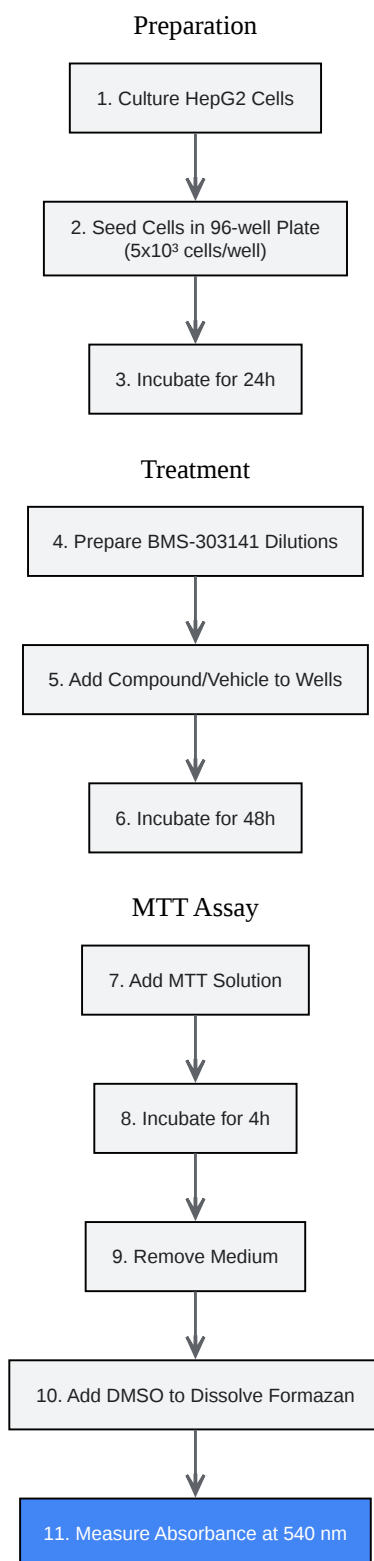 Preparation
1. Culture HepG2 Cells
2. Seed Cells in 96-well Plate
(5x10³ cells/well)
3. Incubate for 24h
Treatment
4. Prepare BMS-303141 Dilutions
5. Add Compound/Vehicle to Wells
6. Incubate for 48h
MTT Assay
7. Add MTT Solution
8. Incubate for 4h
9. Remove Medium
10. Add DMSO to Dissolve Formazan
11. Measure Absorbance at 540 nm